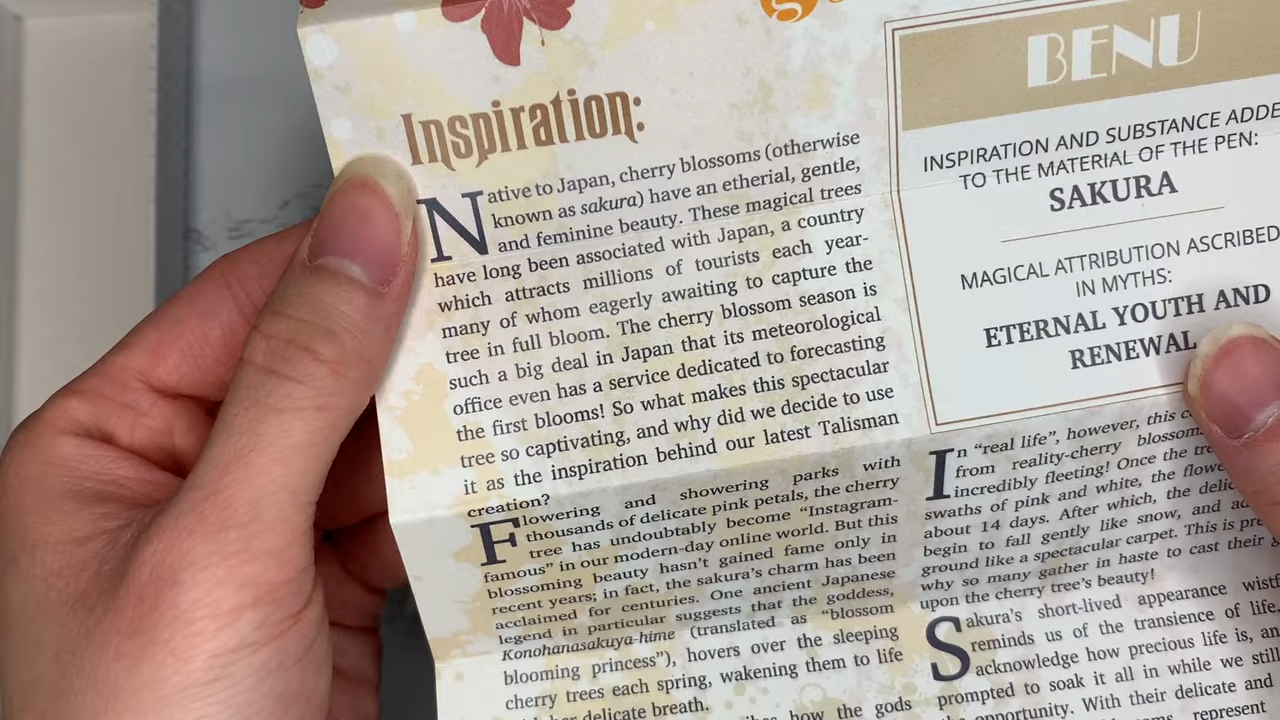 Inspiration:
Native to Japan, cherry blossoms (otherwise
known as sakura) have an etherial, gentle,
and feminine beauty. These magical trees
have long been associated with Japan, a country
which attracts millions of tourists each year-
many of whom eagerly awaiting to capture the
tree in full bloom. The cherry blossom season is
such a big deal in Japan that its meteorological
office even has a service dedicated to forecasting
the first blooms! So what makes this spectacular
tree so captivating, and why did we decide to use
it as the inspiration behind our latest Talisman
creation?
Flowering and showering parks with
thousands of delicate pink petals, the cherry
tree has undoubtably become “Instagram-
famous” in our modern-day online world. But this
blossoming beauty hasn’t gained fame only in
recent years; in fact, the sakura’s charm has been
acclaimed for centuries. One ancient Japanese
legend in particular suggests that the goddess,
Konohanasakuya-hime (translated as “blossom
blooming princess”), hovers over the sleeping
cherry trees each spring, wakening them to life
her delicate breath.
how the gods
BENU
INSPIRATION AND SUBSTANCE ADDE
TO THE MATERIAL OF THE PEN:
SAKURA
MAGICAL ATTRIBUTION ASCRIBED
IN MYTHS:
ETERNAL YOUTH AND
RENEWAL
In “real life”, however, this
from reality-cherry blossom
incredibly fleeting! Once the
swaths of pink and white, the
about 14 days. After which, the
begin to fall gently like snow, and
ground like a spectacular carpet. This is
why so many gather in haste to cast their
upon the cherry tree’s beauty!
Sakura’s short-lived appearance
reminds us of the transience of life
acknowledge how precious life is,
prompted to soak it all in while we still
opportunity. With their delicate and
represent